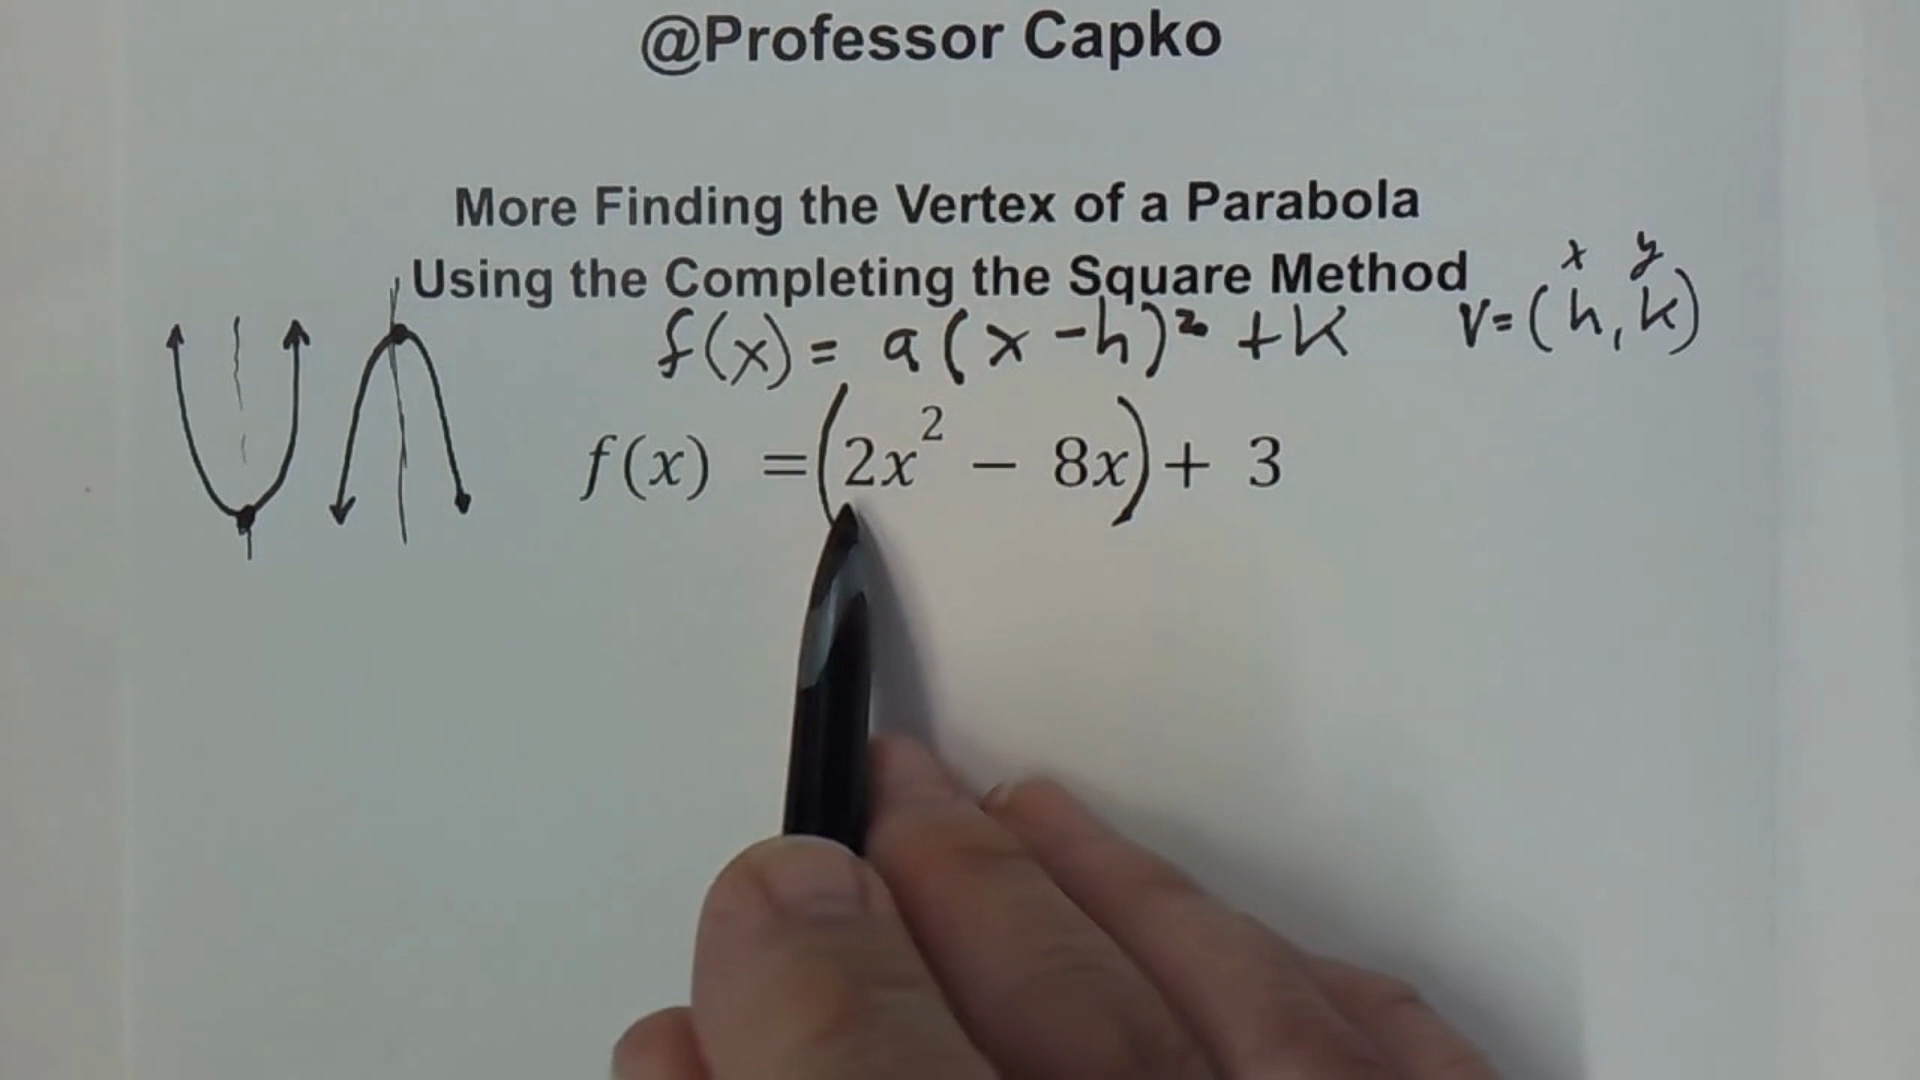 @Professor Capko
More Finding the Vertex of a Parabola
Using the Completing the Square Method
x y
f(x) = a(x - h)² + k V = (h, k)
f(x) = (2x² − 8x) + 3